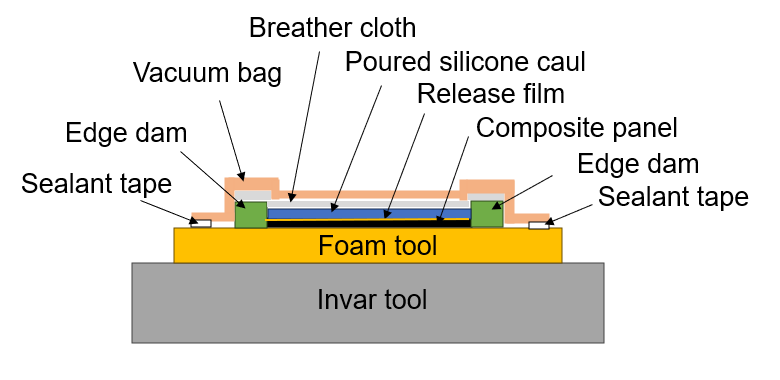 Breather cloth
Poured silicone caul
Vacuum bag
Release film
Composite panel
Edge dam
Edge dam
Sealant tape
Sealant tape
Foam tool
Invar tool